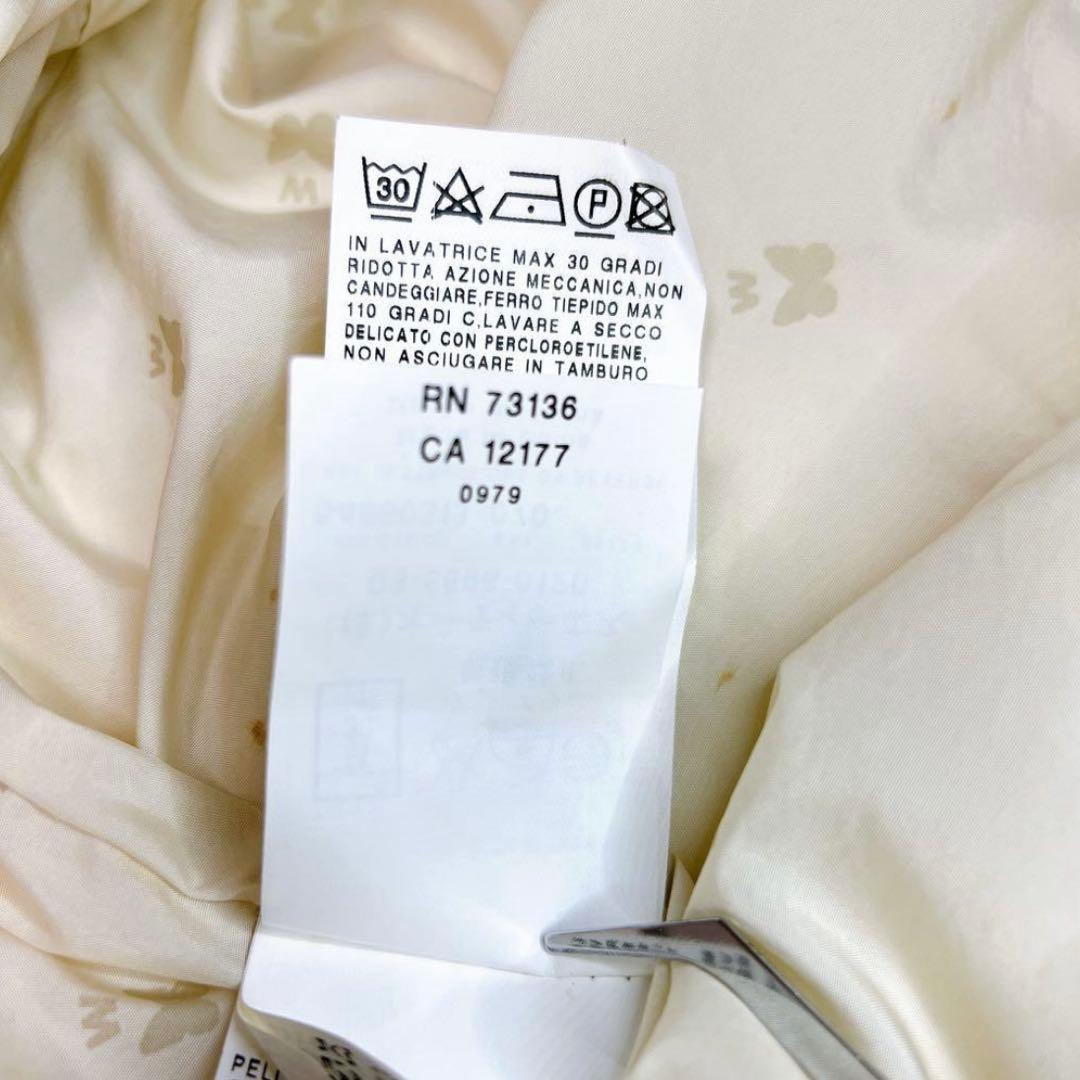 30
P
IN LAVATRICE MAX 30 GRADI
RIDOTTA AZIONE MECCANICA,NON
CANDEGGIARE,FERRO TIEPIDO MAX
110 GRADI C,LAVARE A SECCO
DELICATO CON PERCLOROETILENE,
NON ASCIUGARE IN TAMBURO
RN 73136
CA 12177
0979
M
M
M
M
PELL